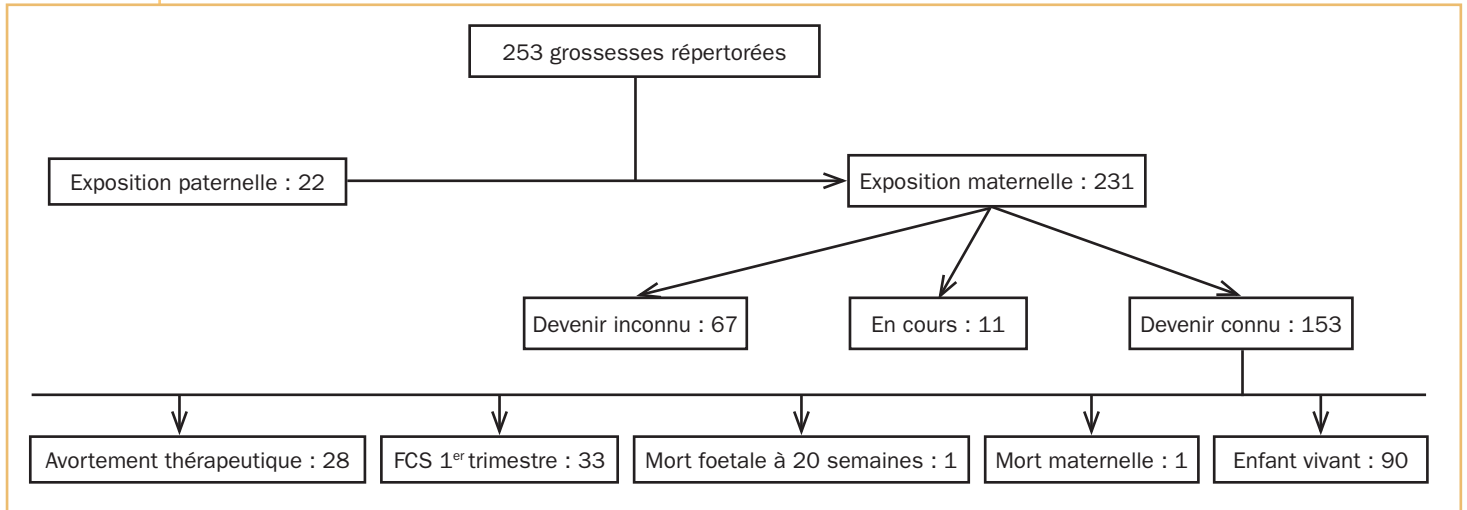 253 grossesses répertorées
Exposition paternelle : 22
Exposition maternelle : 231
Devenir inconnu : 67
En cours : 11
Devenir connu : 153
Avortement thérapeutique : 28
FCS 1er trimestre : 33
Mort foetale à 20 semaines : 1
Mort maternelle : 1
Enfant vivant : 90